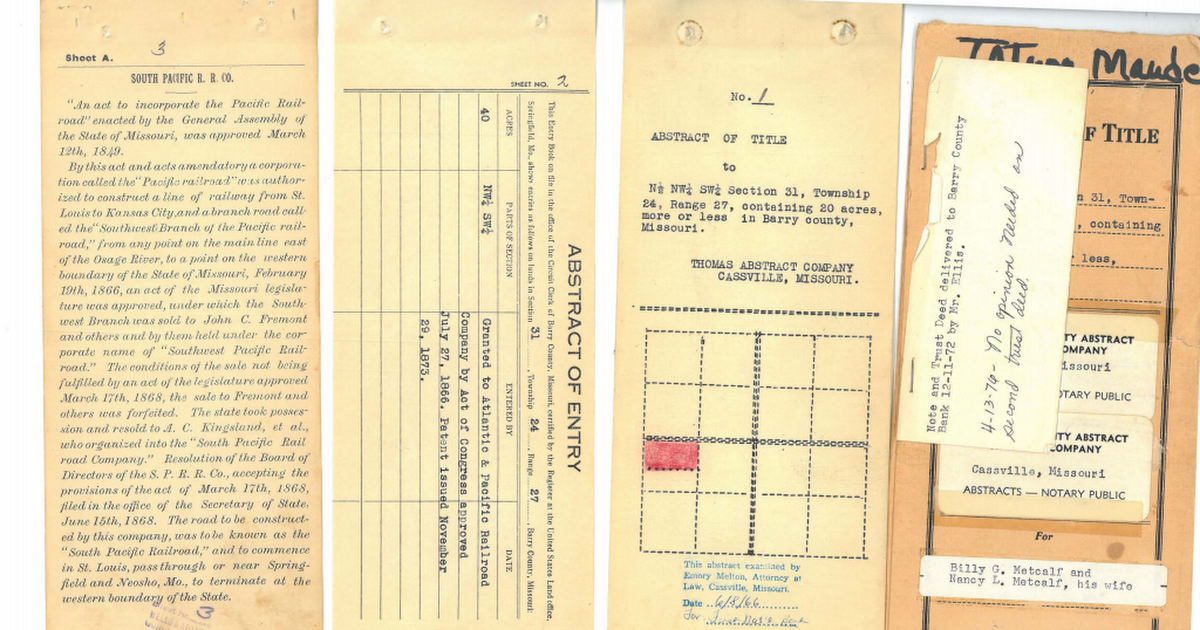 Sheet A.
3
SOUTH PACIFIC R. R. CO.
"An act to incorporate the Pacific Rail-
road" enacted by the General Assembly of
the State of Missouri, was approved March
12th, 1849.
By this act and acts amendatory a corpora-
tion called the "Pacific railroad" was author-
ized to construct a line of railway from St.
Louis to Kansas City, and a branch road call-
ed the "Southwest Branch of the Pacific rail-
road," from any point on the main line east
of the Osage River, to a point on the western
boundary of the State of Missouri, February
19th, 1866, an act of the Missouri legisla-
ture was approved, under which the South-
west Branch was sold to John C. Fremont
and others and by them held under the cor-
porate name of "Southwest Pacific Rail-
road." The conditions of the sale not being
fulfilled by an act of the legislature approved
March 17th, 1868, the sale to Fremont and
others was forfeited. The state took posses-
sion and resold to A. C. Kingsland, et a.,
who organized into the "South Pacific Rail
road Company." Resolution of the Board of
Directors of the S. P. R. R. Co., accepting the
provisions of the act of March 17th, 1868,
filed in the office of the Secretary of State,
June 15th, 1868. The road to be construct-
ed by this company, was to be known as the
"South Pacific Railroad," and to commence
in St. Louis, pass through or near Spring-
field and Neosho, Mo., to terminate at the
western boundary of the State.
3
SHEET NO. 2
ABSTRACT OF ENTRY
This Entry Book on file in the office of the Circuit Clerk of Barry County, Missouri, certified by the Register at the United States Land office,
Springfield, Mo., shows entries as follows on lands in Section 31 Township 24 Range 27 Barry County, Missouri.
ACRES PARTS OF SECTION ENTERED BY DATE
40 NW¼ SW¼ Granted to Atlantic & Pacific Railroad
Company by Act of Congress approved
July 27, 1866. Patent issued November
29, 1873.
No. 1
ABSTRACT OF TITLE
to
N½ NW¼ SW¼ Section 31, Township
24, Range 27, containing 20 acres,
more or less in Barry county,
Missouri.
THOMAS ABSTRACT COMPANY
CASSVILLE, MISSOURI.
This abstract examined by
Emory Melton, Attorney at
Law, Cassville, Missouri.
Date 6/8/66
For
Tatum Maude
F TITLE
n 31, Town-
, containing
r less,
Note and Trust Deed delivered to Barry County
Bank 12-11-72 by Mr. Ellis.
4-13-74 - No opinion needed on
second trust deed.
TY ABSTRACT
OMPANY
issouri
OTARY PUBLIC
TY ABSTRACT
COMPANY
Cassville, Missouri
ABSTRACTS — NOTARY PUBLIC
For
Billy G. Metcalf and
Nancy L. Metcalf, his wife